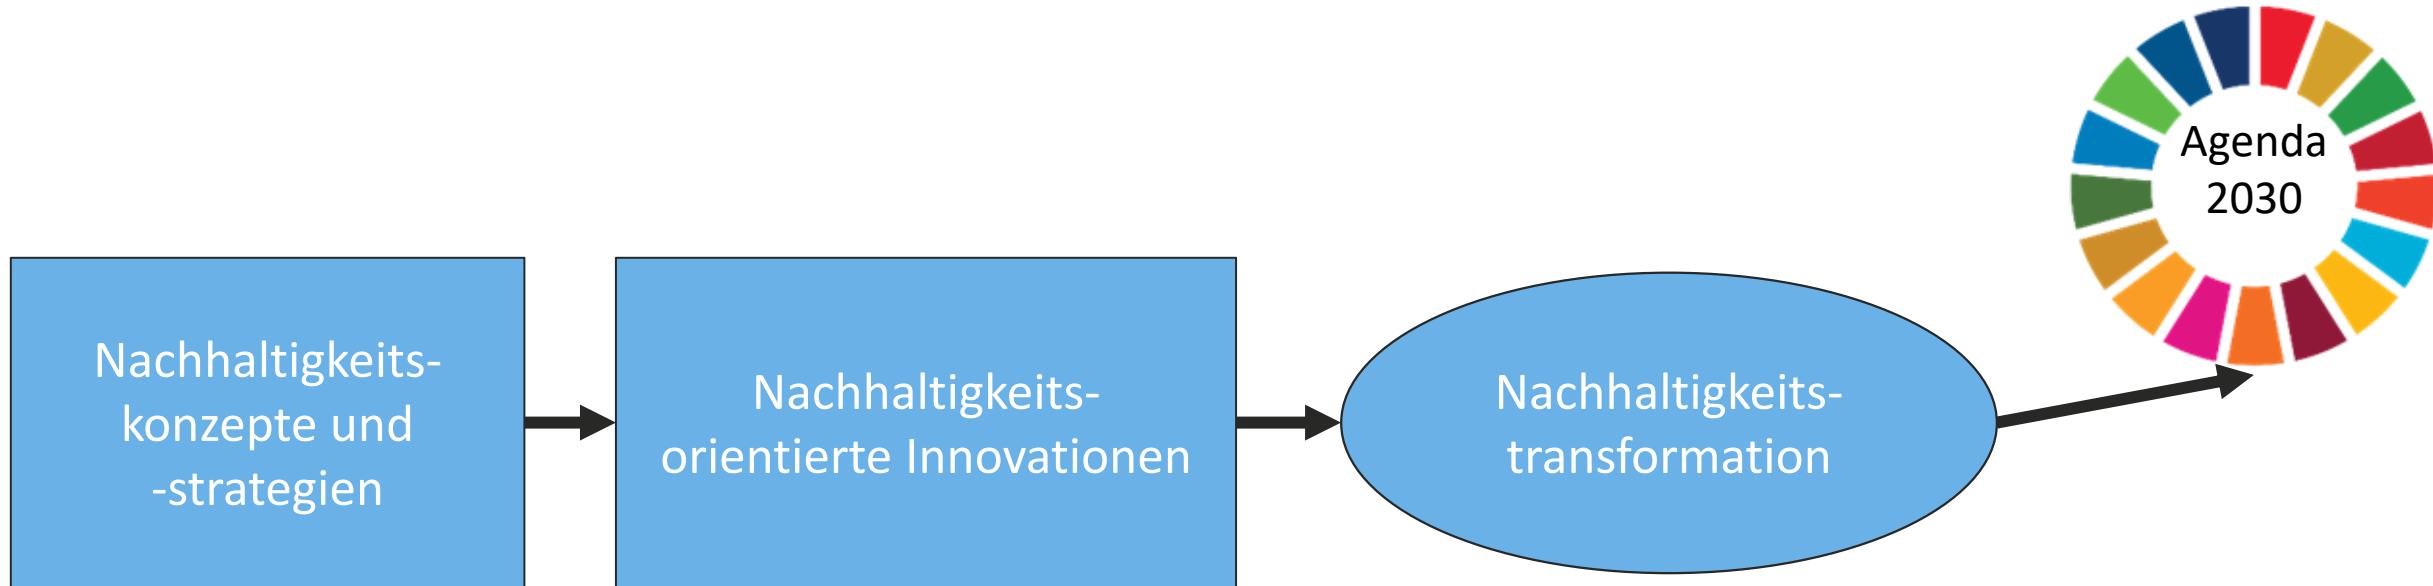 Nachhaltigkeits-
konzepte und
-strategien
Nachhaltigkeits-
orientierte Innovationen
Nachhaltigkeits-
transformation
Agenda
2030